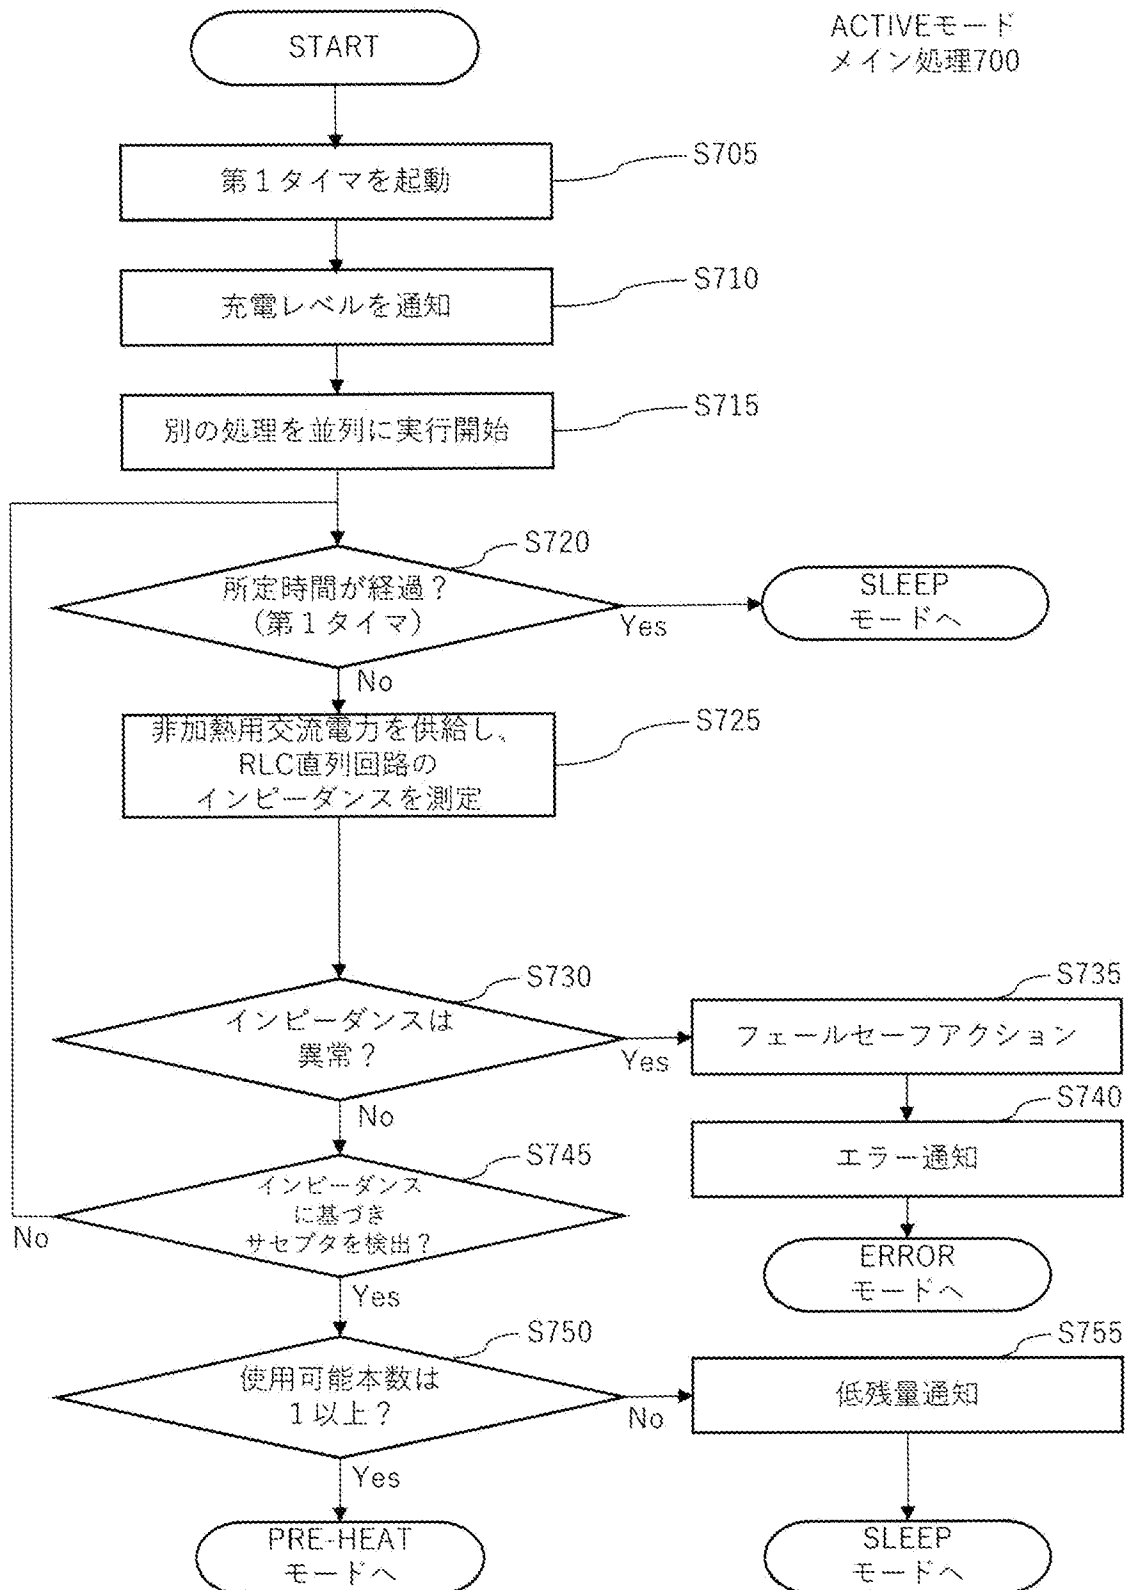 ACTIVEモード
メイン処理700
START
第1タイマを起動
S705
充電レベルを通知
S710
別の処理を並列に実行開始
S715
所定時間が経過？
（第1タイマ）
S720
Yes
SLEEP
モードへ
No
非加熱用交流電力を供給し、
RLC直列回路の
インピーダンスを測定
S725
インピーダンスは
異常？
S730
Yes
フェールセーフアクション
S735
No
エラー通知
S740
ERROR
モードへ
インピーダンス
に基づき
サセプタを検出？
S745
No
Yes
使用可能本数は
1以上？
S750
No
低残量通知
S755
Yes
PRE-HEAT
モードへ
SLEEP
モードへ